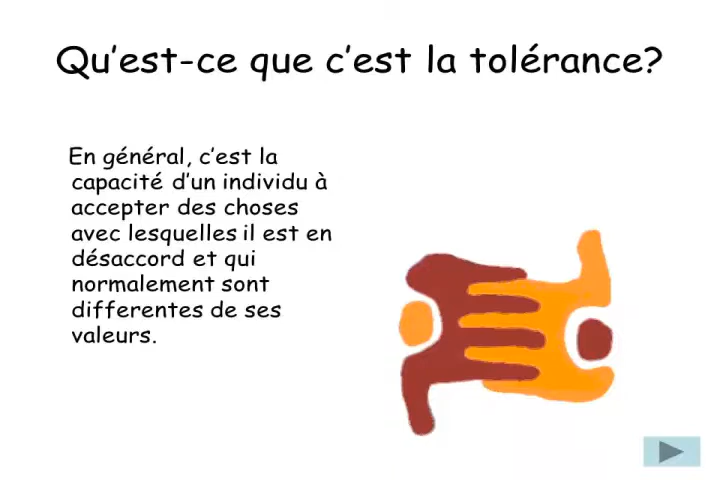 Qu’est-ce que c’est la tolérance?
En général, c’est la
capacité d’un individu à
accepter des choses
avec lesquelles il est en
désaccord et qui
normalement sont
differentes de ses
valeurs.